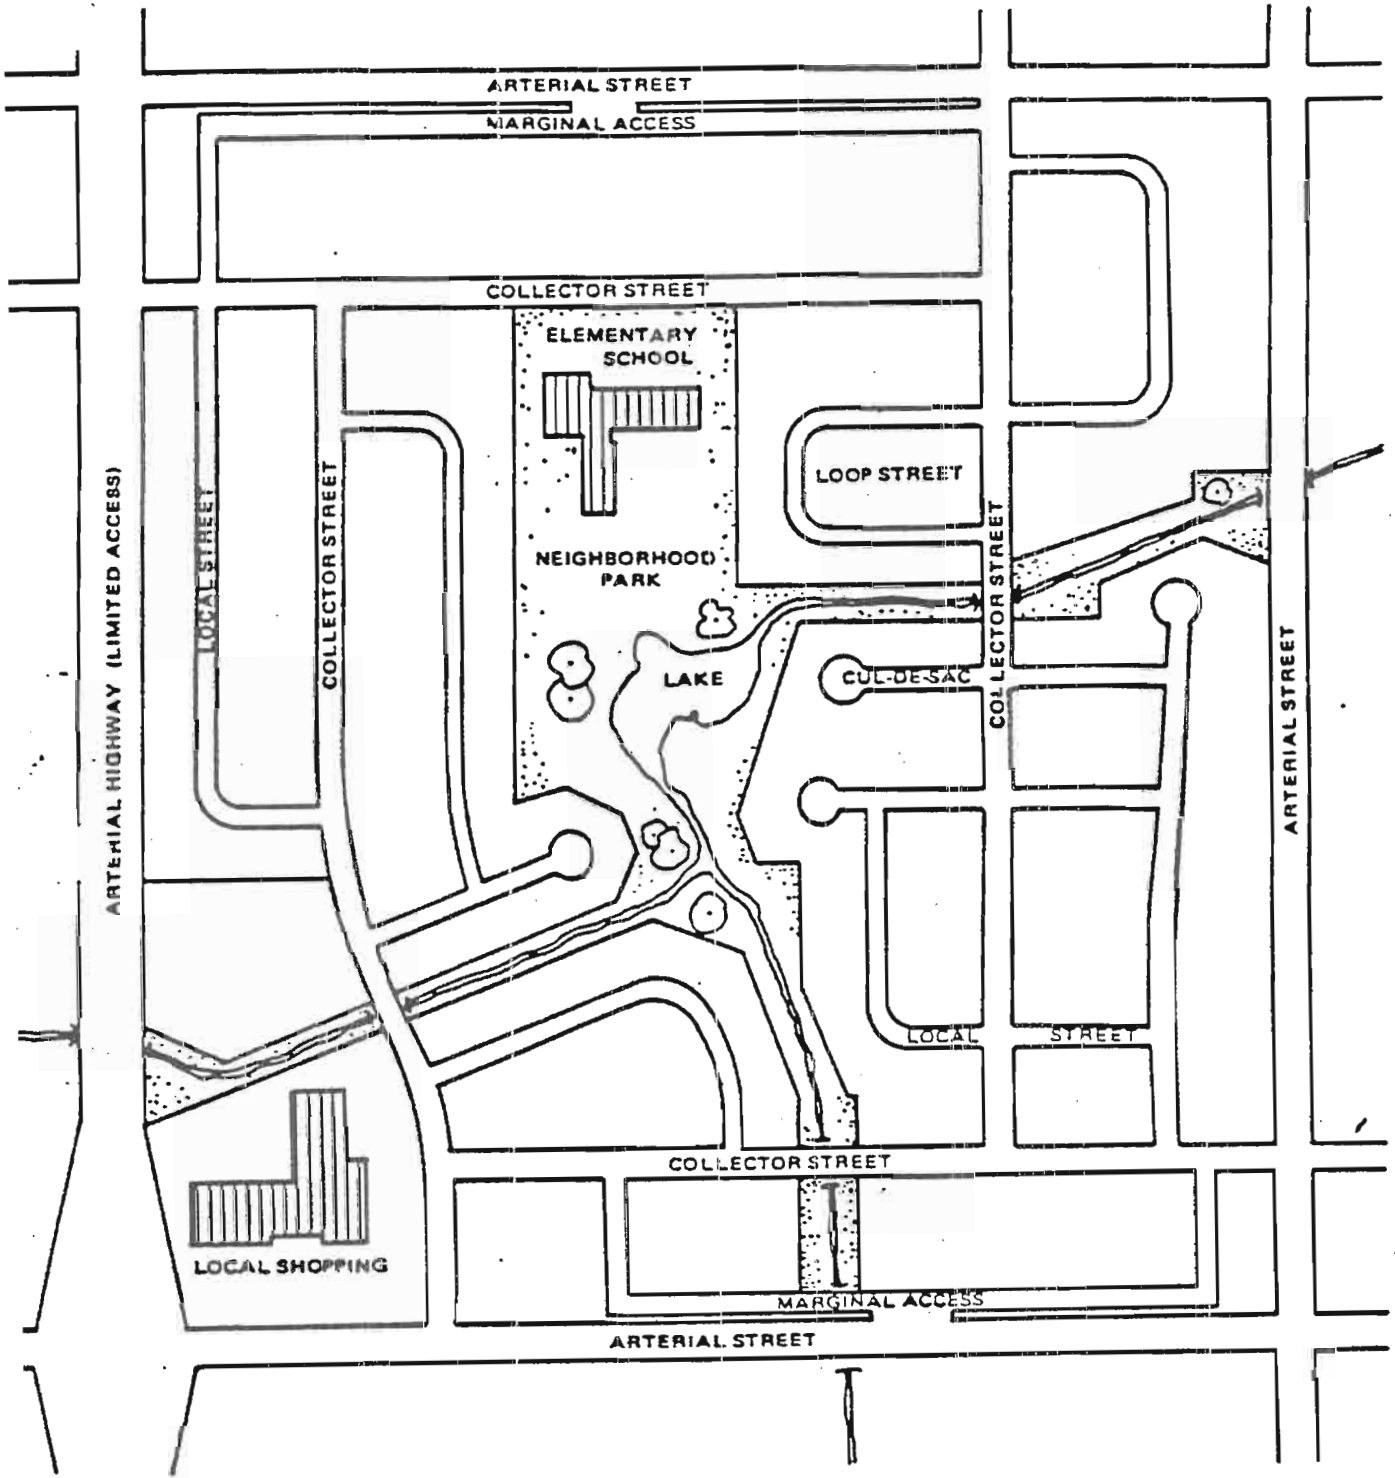 ARTERIAL STREET
MARGINAL ACCESS
COLLECTOR STREET
ELEMENTARY
SCHOOL
LOOP STREET
ARTERIAL HIGHWAY (LIMITED ACCESS)
LOCAL STREET
COLLECTOR STREET
NEIGHBORHOOD
PARK
COLLECTOR STREET
LAKE
CUL-DE-SAC
ARTERIAL STREET
LOCAL STREET
COLLECTOR STREET
LOCAL SHOPPING
MARGINAL ACCESS
ARTERIAL STREET